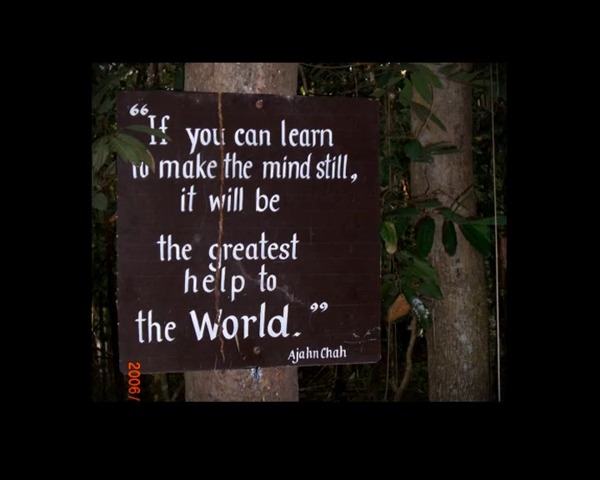 “If you can learn
to make the mind still,
it will be
the greatest
help to
the World.”
Ajahn Chah
2006/